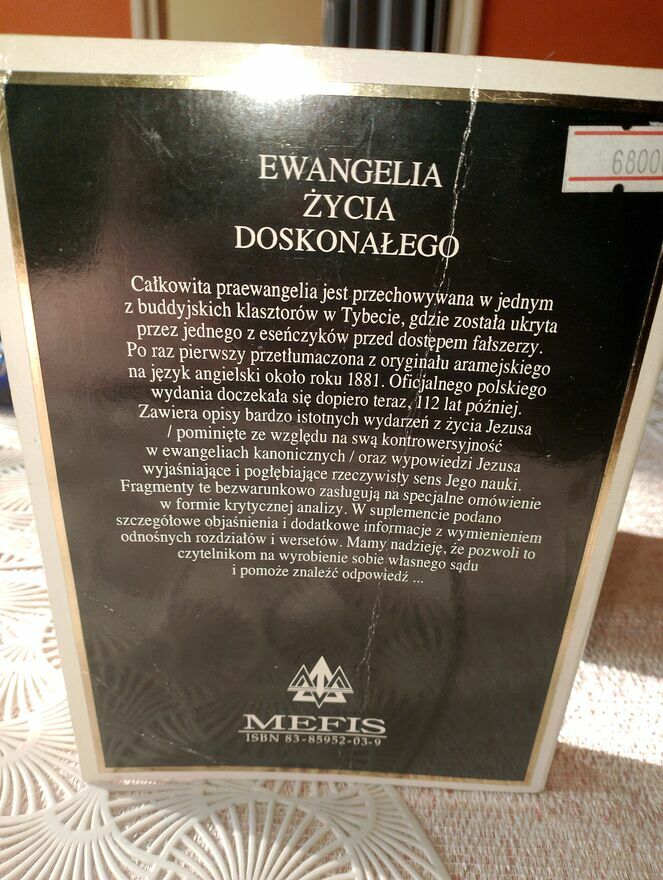 EWANGELIA
ŻYCIA
DOSKONAŁEGO
6800
Całkowita praewangelia jest przechowywana w jednym
z buddyjskich klasztorów w Tybecie, gdzie została ukryta
przez jednego z eseńczyków przed dostępem fałszerzy.
Po raz pierwszy przetłumaczona z oryginału aramejskiego
na język angielski około roku 1881. Oficjalnego polskiego
wydania doczekała się dopiero teraz, 112 lat później.
Zawiera opisy bardzo istotnych wydarzeń z życia Jezusa
/ pominięte ze względu na swą kontrowersyjność
w ewangeliach kanonicznych / oraz wypowiedzi Jezusa
wyjaśniające i pogłębiające rzeczywisty sens Jego nauki.
Fragmenty te bezwarunkowo zasługują na specjalne omówienie
w formie krytycznej analizy. W suplemencie podano
szczegółowe objaśnienia i dodatkowe informacje z wymienieniem
odnośnych rozdziałów i wersetów. Mamy nadzieję, że pozwoli to
czytelnikom na wyrobienie sobie własnego sądu
i pomoże znaleźć odpowiedź ...
MEFIS
ISBN 83-85952-03-9